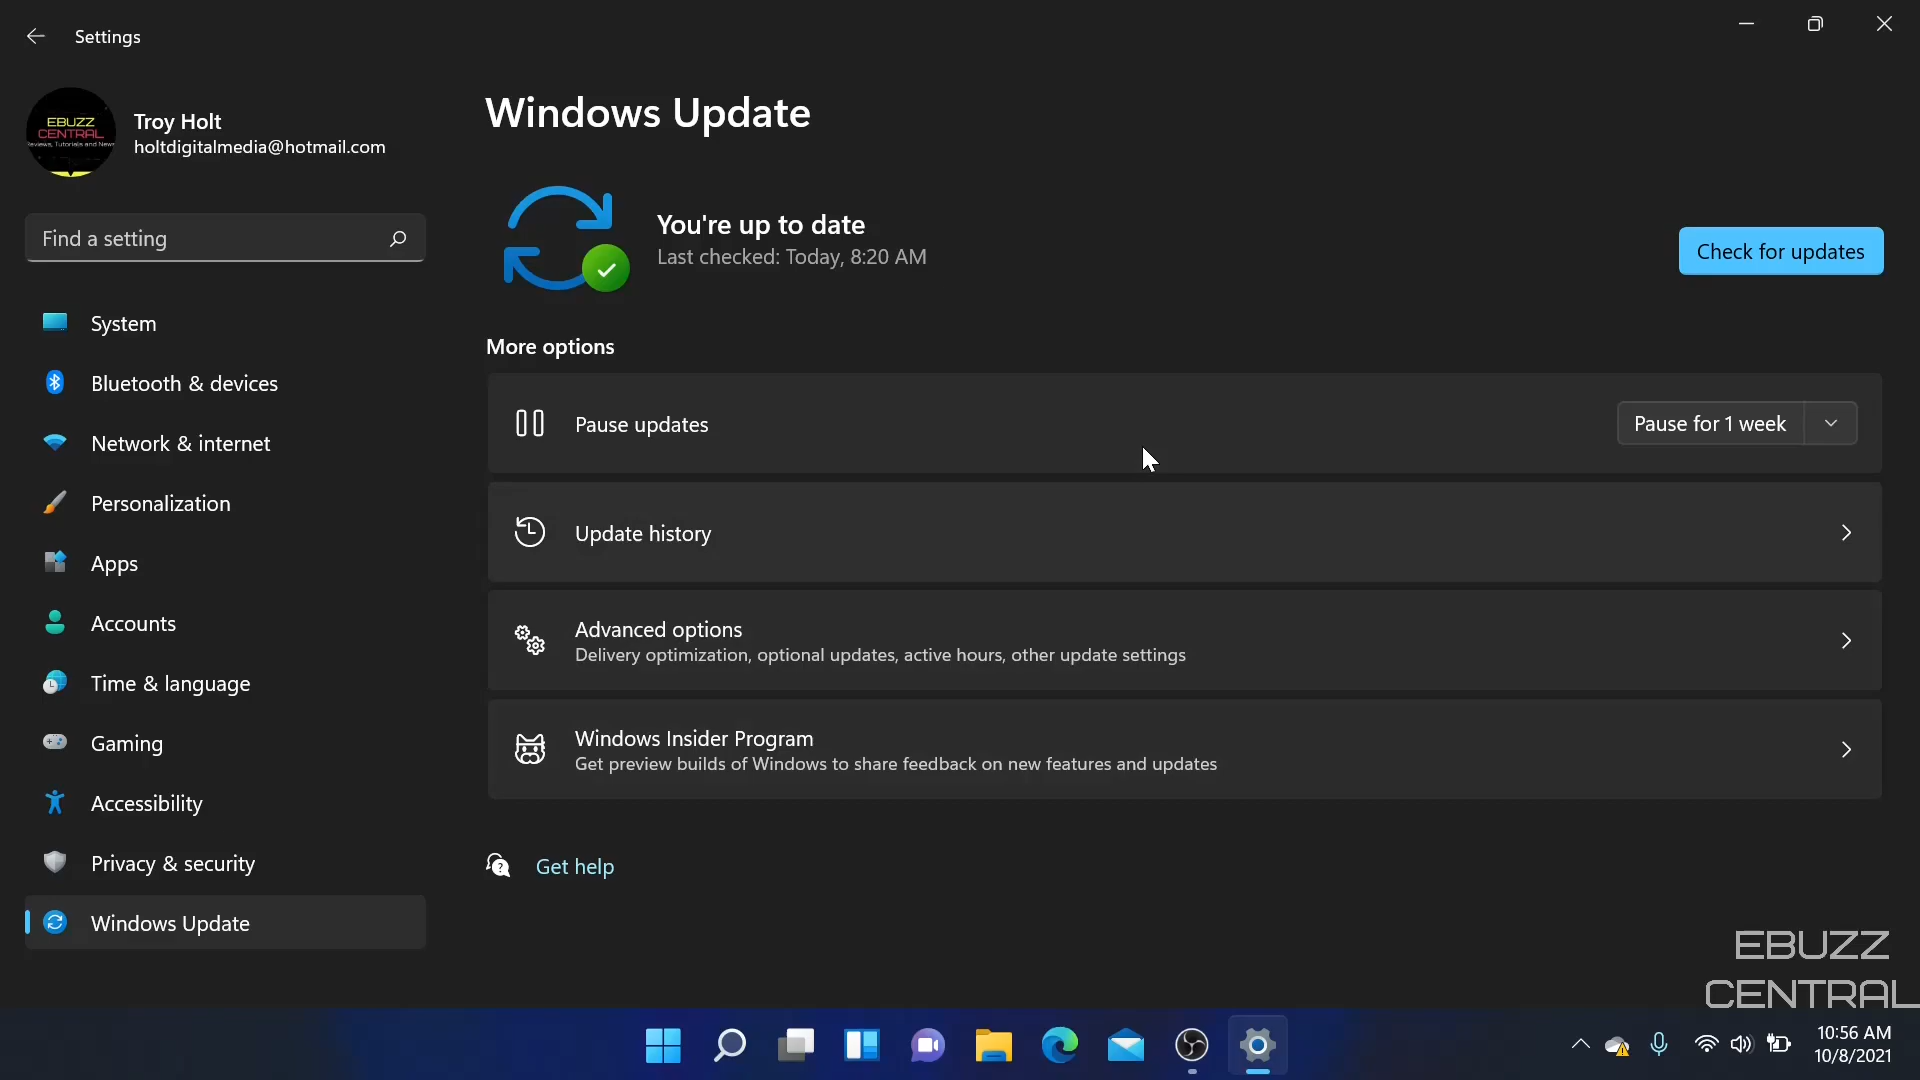 Settings
EBUZZ
CENTRAL
Reviews, Tutorials and News
Troy Holt
holtdigitalmedia@hotmail.com
Find a setting
System
Bluetooth & devices
Network & internet
Personalization
Apps
Accounts
Time & language
Gaming
Accessibility
Privacy & security
Windows Update
Windows Update
You're up to date
Last checked: Today, 8:20 AM
Check for updates
More options
Pause updates
Pause for 1 week
Update history
Advanced options
Delivery optimization, optional updates, active hours, other update settings
Windows Insider Program
Get preview builds of Windows to share feedback on new features and updates
Get help
EBUZZ
CENTRAL
10:56 AM
10/8/2021